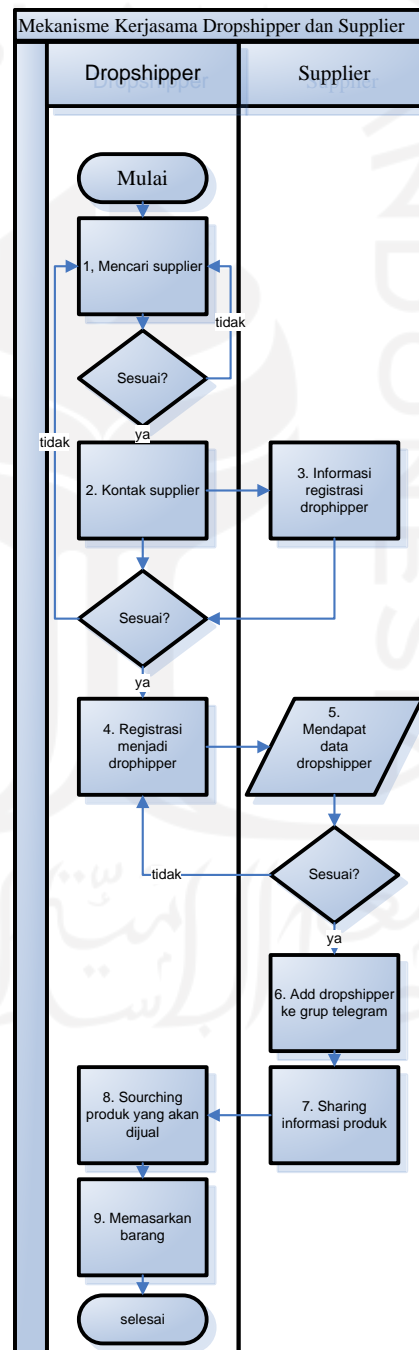 Mekanisme Kerjasama Dropshipper dan Supplier
Dropshipper
Supplier
Mulai
1, Mencari supplier
tidak
Sesuai?
ya
tidak
2. Kontak supplier
3. Informasi
registrasi
drophipper
Sesuai?
ya
4. Registrasi
menjadi
drophipper
5.
Mendapat
data
dropshipper
tidak
Sesuai?
ya
6. Add dropshipper
ke grup telegram
8. Sourching
produk yang akan
dijual
7. Sharing
informasi produk
9. Memasarkan
barang
selesai